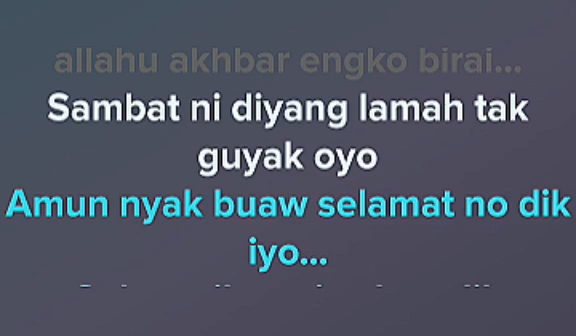 allahu akhbar engko birai...
Sambat ni diyang lamah tak
guyak oyo
Amun nyak buaw selamat no dik
iyo...